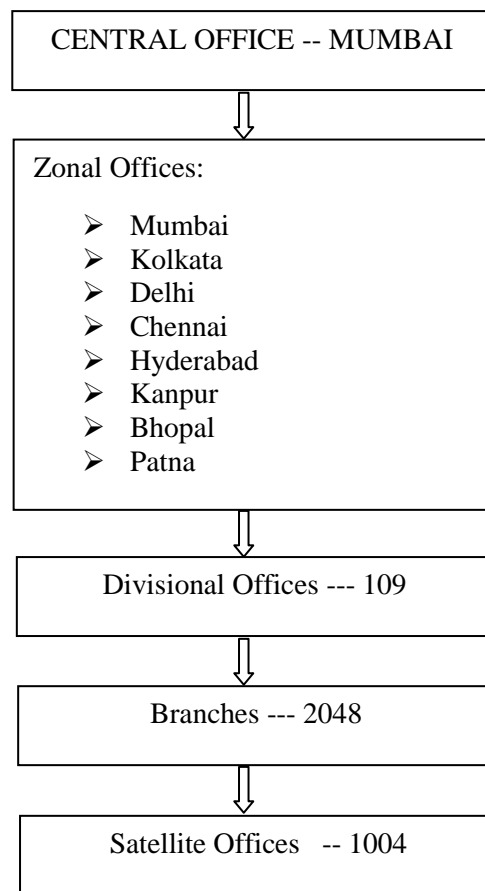 CENTRAL OFFICE -- MUMBAI
Zonal Offices:
➢ Mumbai
➢ Kolkata
➢ Delhi
➢ Chennai
➢ Hyderabad
➢ Kanpur
➢ Bhopal
➢ Patna
Divisional Offices --- 109
Branches --- 2048
Satellite Offices -- 1004